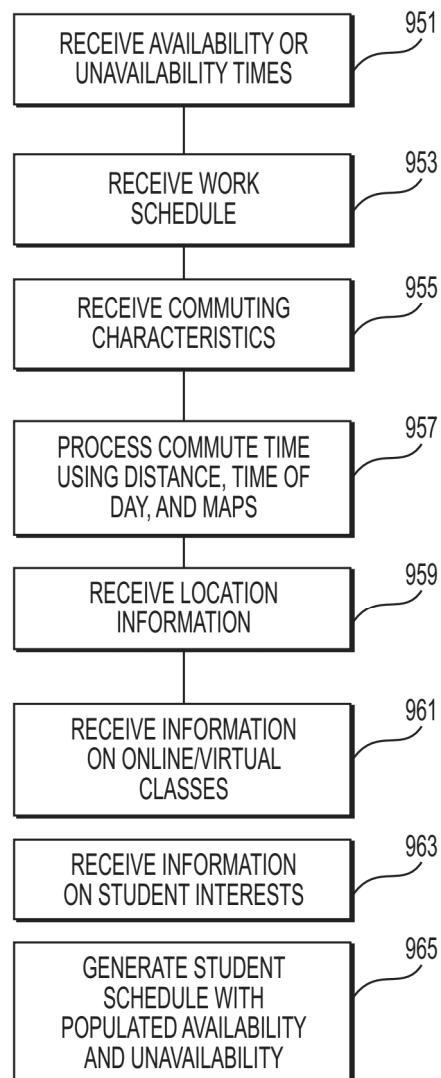 RECEIVE AVAILABILITY OR
UNAVAILABILITY TIMES
951
RECEIVE WORK
SCHEDULE
953
RECEIVE COMMUTING
CHARACTERISTICS
955
PROCESS COMMUTE TIME
USING DISTANCE, TIME OF
DAY, AND MAPS
957
RECEIVE LOCATION
INFORMATION
959
RECEIVE INFORMATION
ON ONLINE/VIRTUAL
CLASSES
961
RECEIVE INFORMATION
ON STUDENT INTERESTS
963
GENERATE STUDENT
SCHEDULE WITH
POPULATED AVAILABILITY
AND UNAVAILABILITY
965